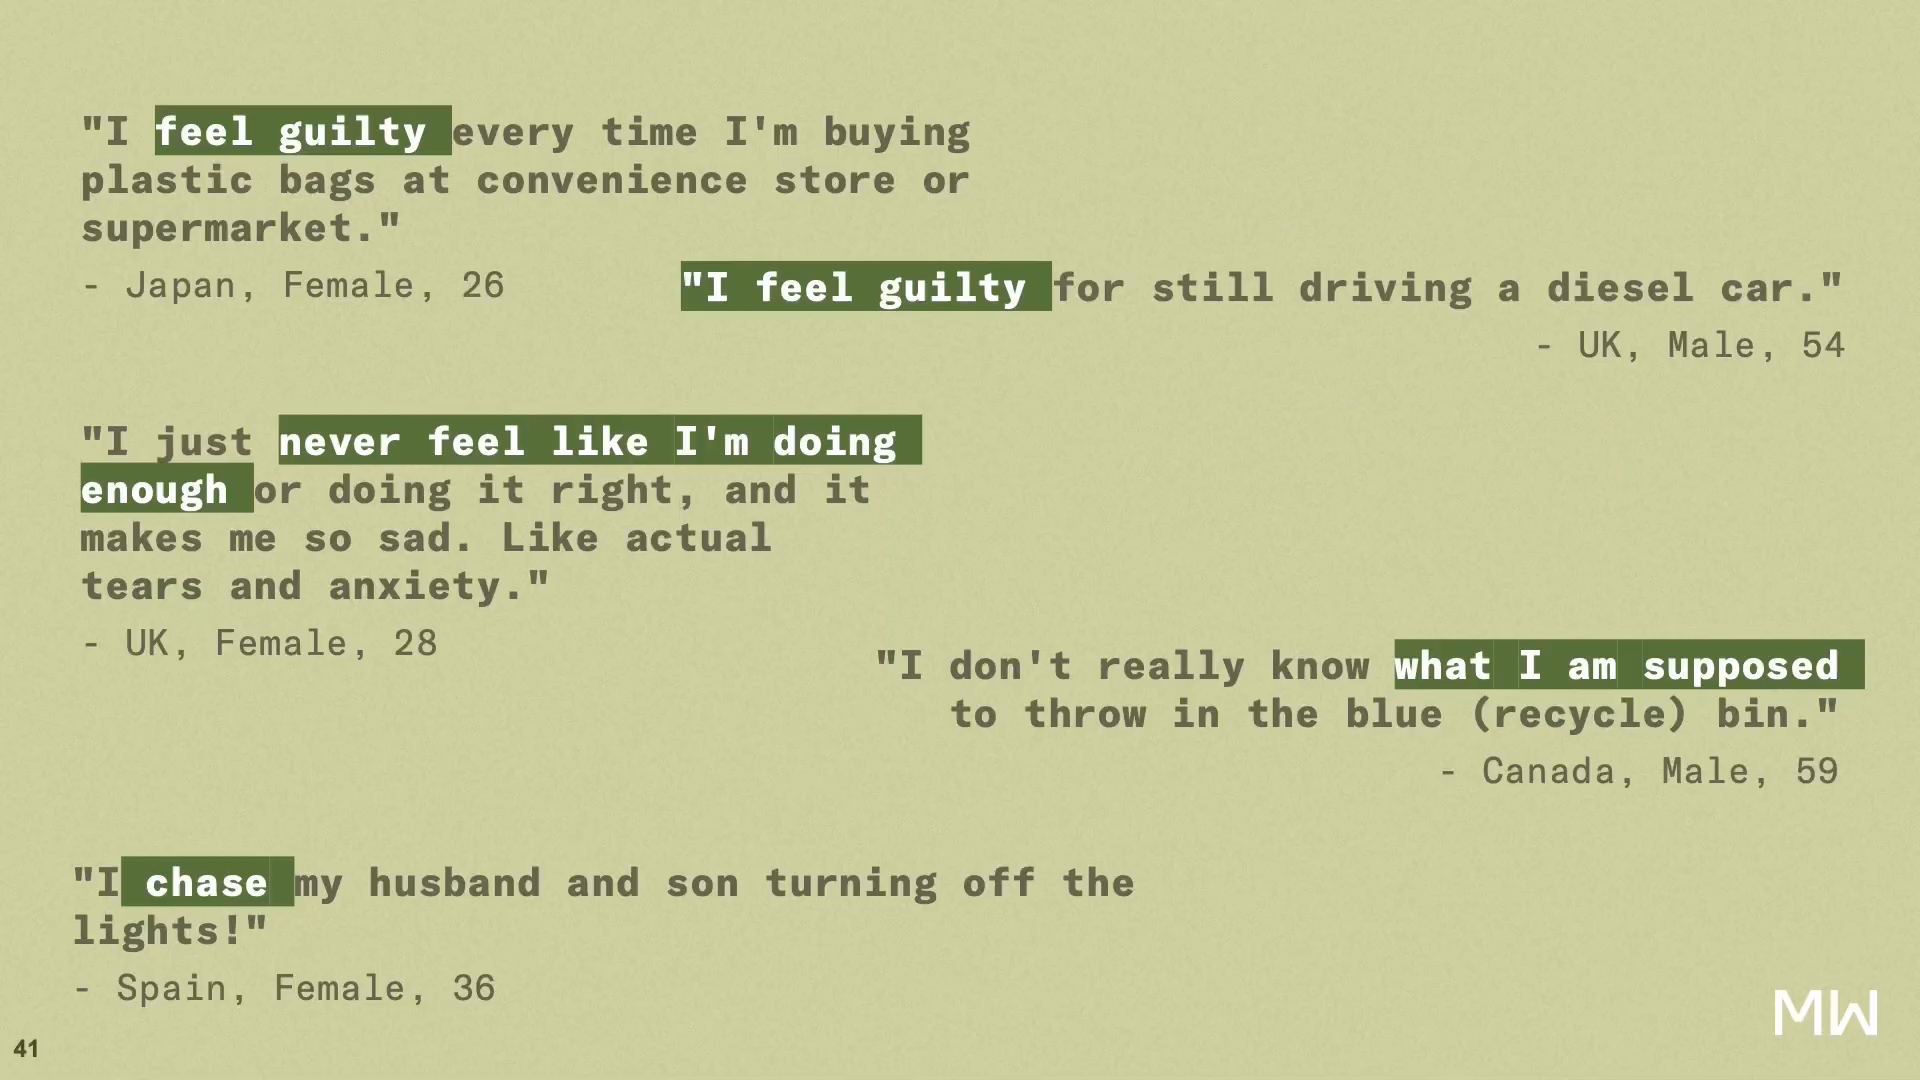 "I feel guilty every time I'm buying
plastic bags at convenience store or
supermarket."
- Japan, Female, 26
"I feel guilty for still driving a diesel car."
- UK, Male, 54
"I just never feel like I'm doing
enough or doing it right, and it
makes me so sad. Like actual
tears and anxiety."
- UK, Female, 28
"I don't really know what I am supposed
to throw in the blue (recycle) bin."
- Canada, Male, 59
"I chase my husband and son turning off the
lights!"
- Spain, Female, 36
MW
41